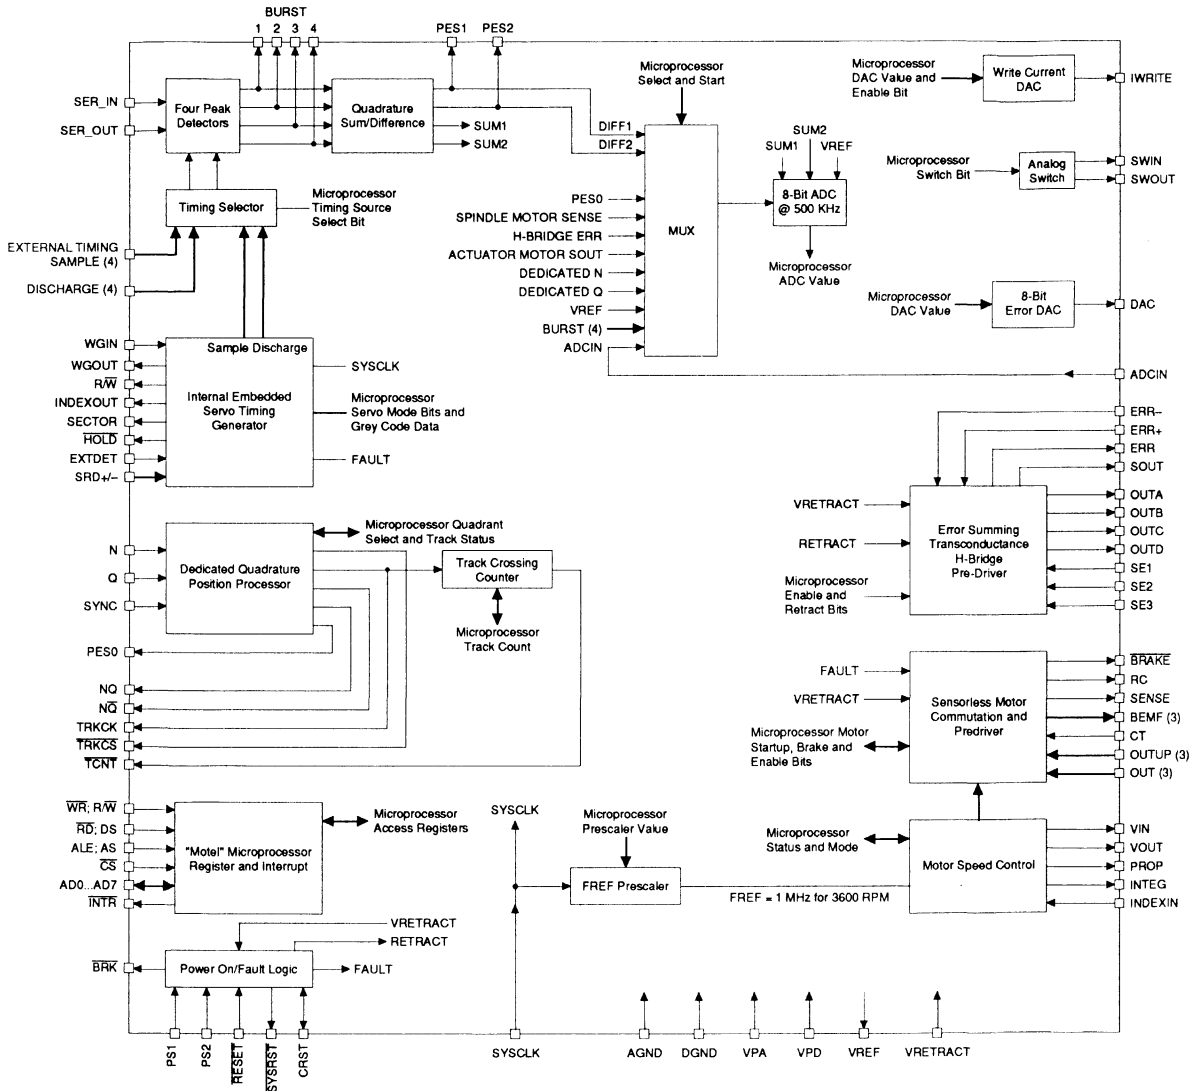 BURST
1 2 3 4
PES1
PES2
SER_IN
SER_OUT
Four Peak
Detectors
Quadrature
Sum/Difference
SUM1
SUM2
Timing Selector
Microprocessor
Timing Source
Select Bit
EXTERNAL TIMING
SAMPLE (4)
DISCHARGE (4)
Microprocessor
Select and Start
DIFF1
DIFF2
PES0
SPINDLE MOTOR SENSE
H-BRIDGE ERR
ACTUATOR MOTOR SOUT
DEDICATED N
DEDICATED Q
VREF
BURST (4)
ADCIN
MUX
SUM2
SUM1
VREF
8-Bit ADC
@ 500 KHz
Microprocessor
ADC Value
Microprocessor
DAC Value and
Enable Bit
Write Current
DAC
IWRITE
Microprocessor
Switch Bit
Analog
Switch
SWIN
SWOUT
Microprocessor
DAC Value
8-Bit
Error DAC
DAC
ADCIN
WGIN
WGOUT
R/W̅
INDEXOUT
SECTOR
H̅O̅L̅D̅
EXTDET
SRD+/–
Sample Discharge
Internal Embedded
Servo Timing
Generator
SYSCLK
Microprocessor
Servo Mode Bits and
Grey Code Data
FAULT
ERR–
ERR+
ERR
SOUT
OUTA
OUTB
OUTC
OUTD
SE1
SE2
SE3
VRETRACT
RETRACT
Microprocessor
Enable and
Retract Bits
Error Summing
Transconductance
H-Bridge
Pre-Driver
N
Q
SYNC
PES0
NQ
NQ̅
TRKCK
T̅R̅K̅C̅S̅
T̅C̅N̅T̅
Dedicated Quadrature
Position Processor
Microprocessor Quadrant
Select and Track Status
Track Crossing
Counter
Microprocessor
Track Count
FAULT
VRETRACT
Microprocessor Motor
Startup, Brake and
Enable Bits
Sensorless Motor
Commutation and
Predriver
B̅R̅A̅K̅E̅
RC
SENSE
BEMF (3)
CT
OUTUP (3)
OUT (3)
W̅R̅; R/W̅
R̅D̅; DS
ALE; AS
C̅S̅
AD0...AD7
I̅N̅T̅R̅
"Motel" Microprocessor
Register and Interrupt
Microprocessor
Access Registers
SYSCLK
Microprocessor
Prescaler Value
FREF Prescaler
FREF = 1 MHz for 3600 RPM
Microprocessor
Status and Mode
Motor Speed Control
VIN
VOUT
PROP
INTEG
INDEXIN
B̅R̅K̅
Power On/Fault Logic
VRETRACT
RETRACT
FAULT
PS1
PS2
R̅E̅S̅E̅T̅
S̅Y̅S̅R̅S̅T̅
CRST
SYSCLK
AGND
DGND
VPA
VPD
VREF
VRETRACT